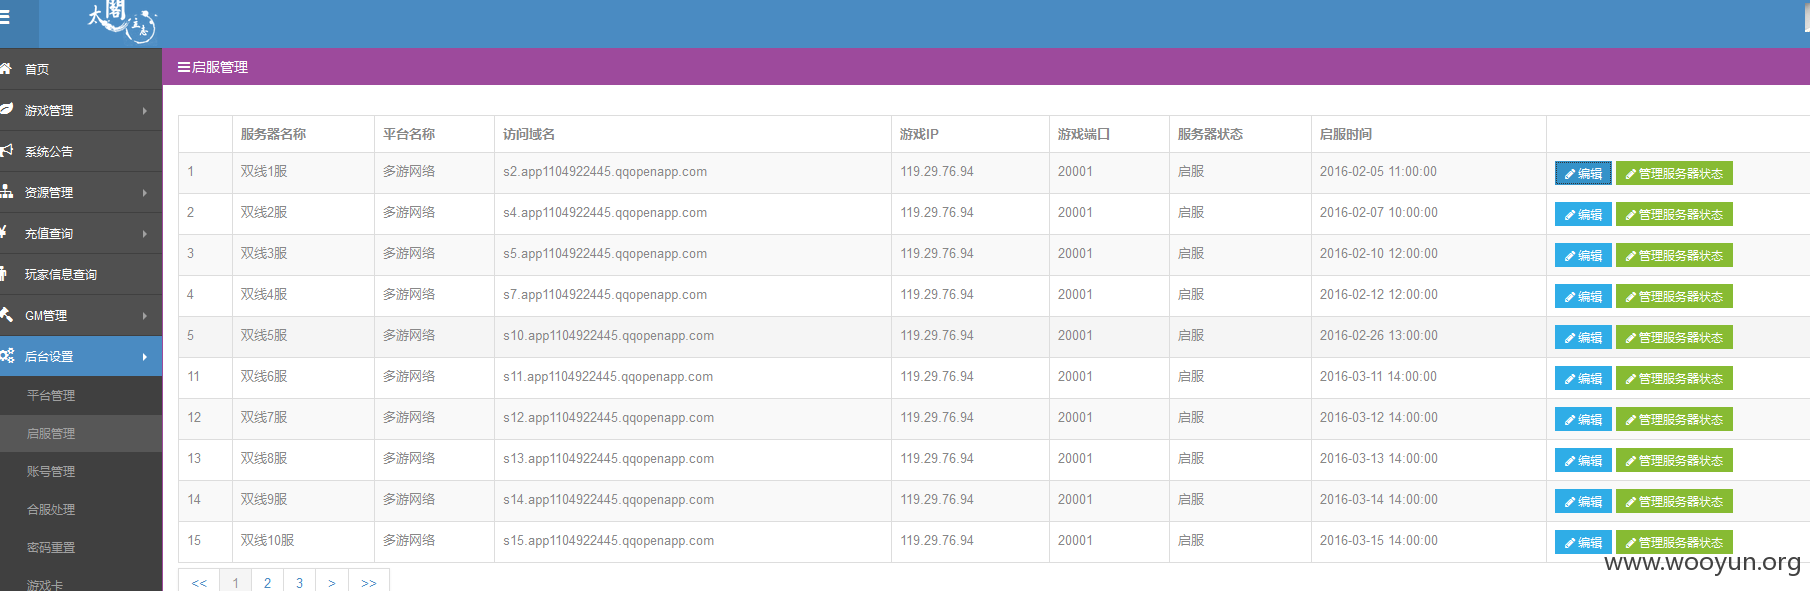 太閤立志
首页
游戏管理
系统公告
资源管理
充值查询
玩家信息查询
GM管理
后台设置
平台管理
启服管理
账号管理
合服处理
密码重置
游戏卡
启服管理
服务器名称 平台名称 访问域名 游戏IP 游戏端口 服务器状态 启服时间
1 双线1服 多游网络 s2.app1104922445.qqopenapp.com 119.29.76.94 20001 启服 2016-02-05 11:00:00 编辑 管理服务器状态
2 双线2服 多游网络 s4.app1104922445.qqopenapp.com 119.29.76.94 20001 启服 2016-02-07 10:00:00 编辑 管理服务器状态
3 双线3服 多游网络 s5.app1104922445.qqopenapp.com 119.29.76.94 20001 启服 2016-02-10 12:00:00 编辑 管理服务器状态
4 双线4服 多游网络 s7.app1104922445.qqopenapp.com 119.29.76.94 20001 启服 2016-02-12 12:00:00 编辑 管理服务器状态
5 双线5服 多游网络 s10.app1104922445.qqopenapp.com 119.29.76.94 20001 启服 2016-02-26 13:00:00 编辑 管理服务器状态
11 双线6服 多游网络 s11.app1104922445.qqopenapp.com 119.29.76.94 20001 启服 2016-03-11 14:00:00 编辑 管理服务器状态
12 双线7服 多游网络 s12.app1104922445.qqopenapp.com 119.29.76.94 20001 启服 2016-03-12 14:00:00 编辑 管理服务器状态
13 双线8服 多游网络 s13.app1104922445.qqopenapp.com 119.29.76.94 20001 启服 2016-03-13 14:00:00 编辑 管理服务器状态
14 双线9服 多游网络 s14.app1104922445.qqopenapp.com 119.29.76.94 20001 启服 2016-03-14 14:00:00 编辑 管理服务器状态
15 双线10服 多游网络 s15.app1104922445.qqopenapp.com 119.29.76.94 20001 启服 2016-03-15 14:00:00 编辑 管理服务器状态
<< 1 2 3 > >>
www.wooyun.org